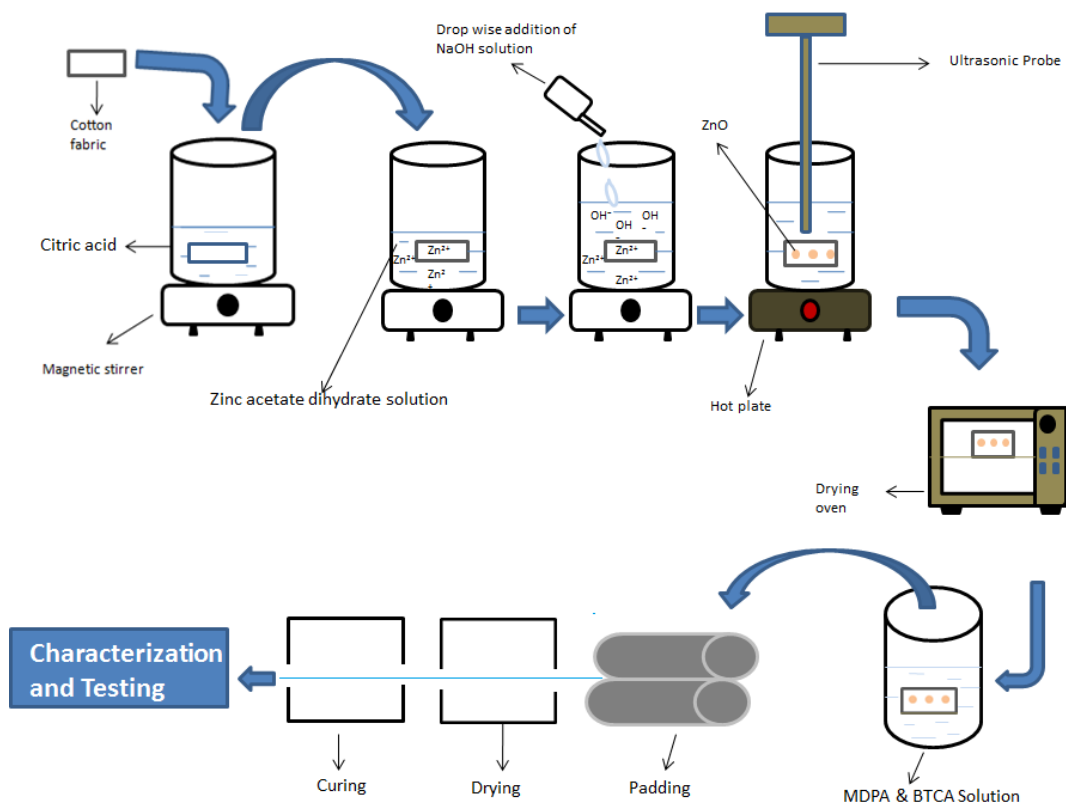 Drop wise addition of
NaOH solution
Ultrasonic Probe
Cotton
fabric
ZnO
Citric acid
OH⁻
OH
OH
-
-
Zn²⁺
Zn²⁺
Zn²
+
Zn²⁺
Zn²⁺
Zn²⁺
Magnetic stirrer
Zinc acetate dihydrate solution
Hot plate
Drying
oven
Characterization
and Testing
Curing
Drying
Padding
MDPA & BTCA Solution